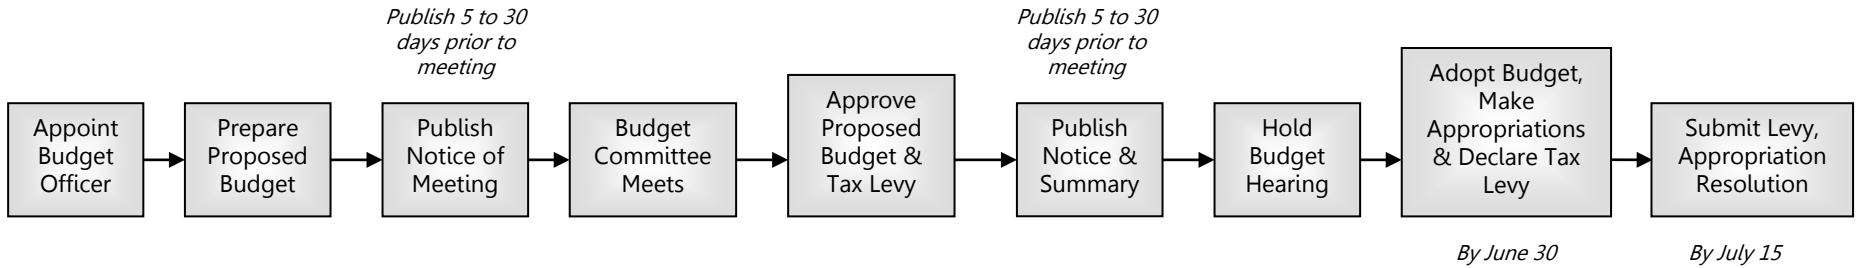 Publish 5 to 30
days prior to
meeting
Publish 5 to 30
days prior to
meeting
Appoint
Budget
Officer
Prepare
Proposed
Budget
Publish
Notice of
Meeting
Budget
Committee
Meets
Approve
Proposed
Budget &
Tax Levy
Publish
Notice &
Summary
Hold
Budget
Hearing
Adopt Budget,
Make
Appropriations
& Declare Tax
Levy
Submit Levy,
Appropriation
Resolution
By June 30
By July 15